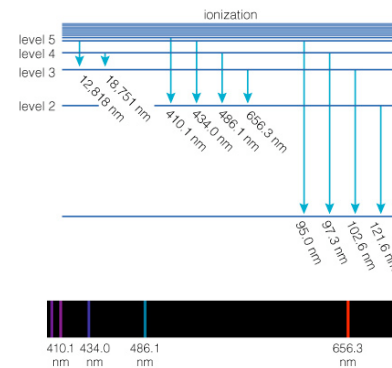 ionization
level 5
level 4
level 3
level 2
12,818 nm
18,751 nm
410.1 nm
434.0 nm
486.1 nm
656.3 nm
95.0 nm
97.3 nm
102.6 nm
121.6 nm
410.1 434.0 486.1 656.3
nm nm nm nm